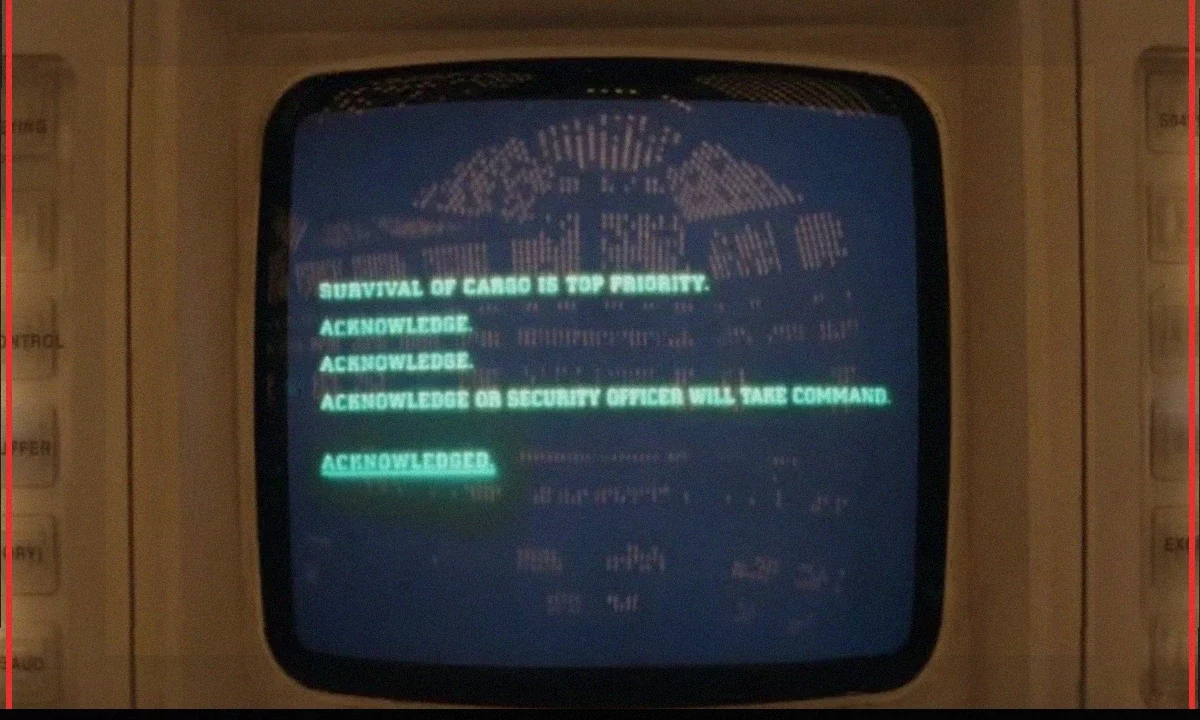 SURVIVAL OF CARGO IS TOP PRIORITY.
ACKNOWLEDGE.
ACKNOWLEDGE.
ACKNOWLEDGE OR SECURITY OFFICER WILL TAKE COMMAND.
ACKNOWLEDGED.